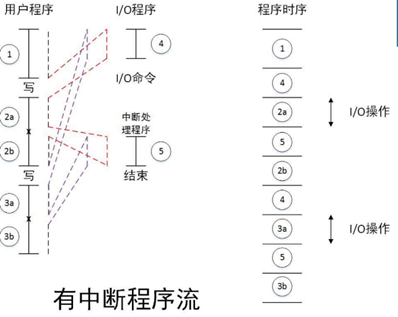 用户程序
I/O程序
程序时序
1
4
1
I/O命令
4
写
2a
中断处
理程序
2a
I/O操作
2b
5
5
写
结束
2b
3a
4
3b
3a
I/O操作
5
3b
有中断程序流